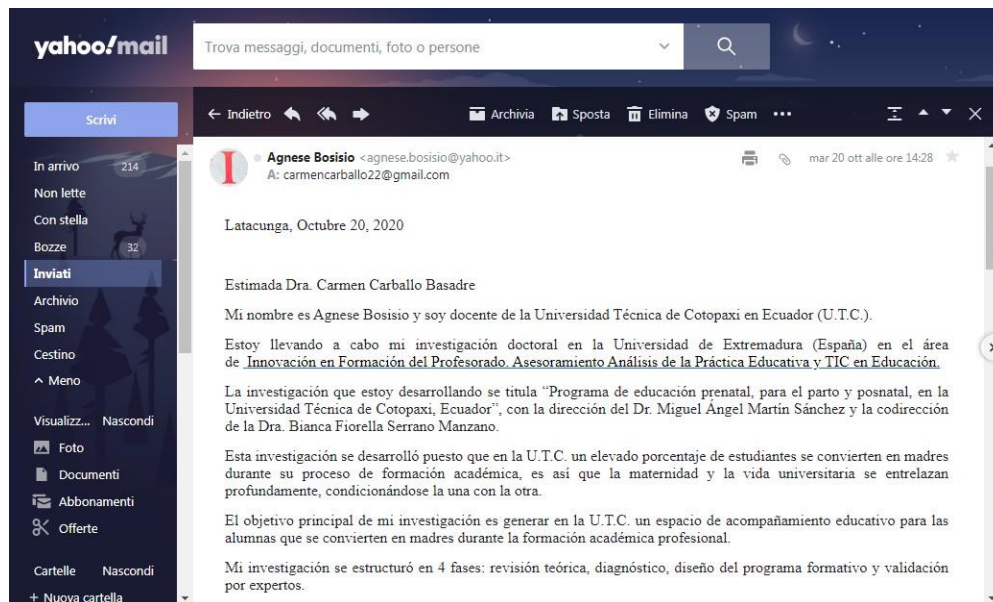 yahoo!mail
Trova messaggi, documenti, foto o persone
Scrivi
Indietro
Archivia
Sposta
Elimina
Spam
In arrivo 214
Non lette
Con stella
Bozze 32
Inviati
Archivio
Spam
Cestino
Meno
Visualizz... Nascondi
Foto
Documenti
Abbonamenti
Offerte
Cartelle Nascondi
+ Nuova cartella
I
Agnese Bosisio <agnese.bosisio@yahoo.it>
mar 20 ott alle ore 14:28
A: carmencarballo22@gmail.com
Latacunga, Octubre 20, 2020
Estimada Dra. Carmen Carballo Basadre
Mi nombre es Agnese Bosisio y soy docente de la Universidad Técnica de Cotopaxi en Ecuador (U.T.C.).
Estoy llevando a cabo mi investigación doctoral en la Universidad de Extremadura (España) en el área
de Innovación en Formación del Profesorado. Asesoramiento Análisis de la Práctica Educativa y TIC en Educación.
La investigación que estoy desarrollando se titula “Programa de educación prenatal, para el parto y posnatal, en la
Universidad Técnica de Cotopaxi, Ecuador”, con la dirección del Dr. Miguel Ángel Martín Sánchez y la codirección
de la Dra. Bianca Fiorella Serrano Manzano.
Esta investigación se desarrolló puesto que en la U.T.C. un elevado porcentaje de estudiantes se convierten en madres
durante su proceso de formación académica, es así que la maternidad y la vida universitaria se entrelazan
profundamente, condicionándose la una con la otra.
El objetivo principal de mi investigación es generar en la U.T.C. un espacio de acompañamiento educativo para las
alumnas que se convierten en madres durante la formación académica profesional.
Mi investigación se estructuró en 4 fases: revisión teórica, diagnóstico, diseño del programa formativo y validación
por expertos.